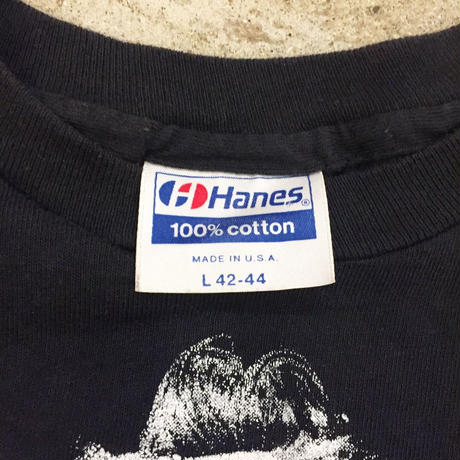 Hanes®
100% cotton
MADE IN U.S.A.
L 42-44